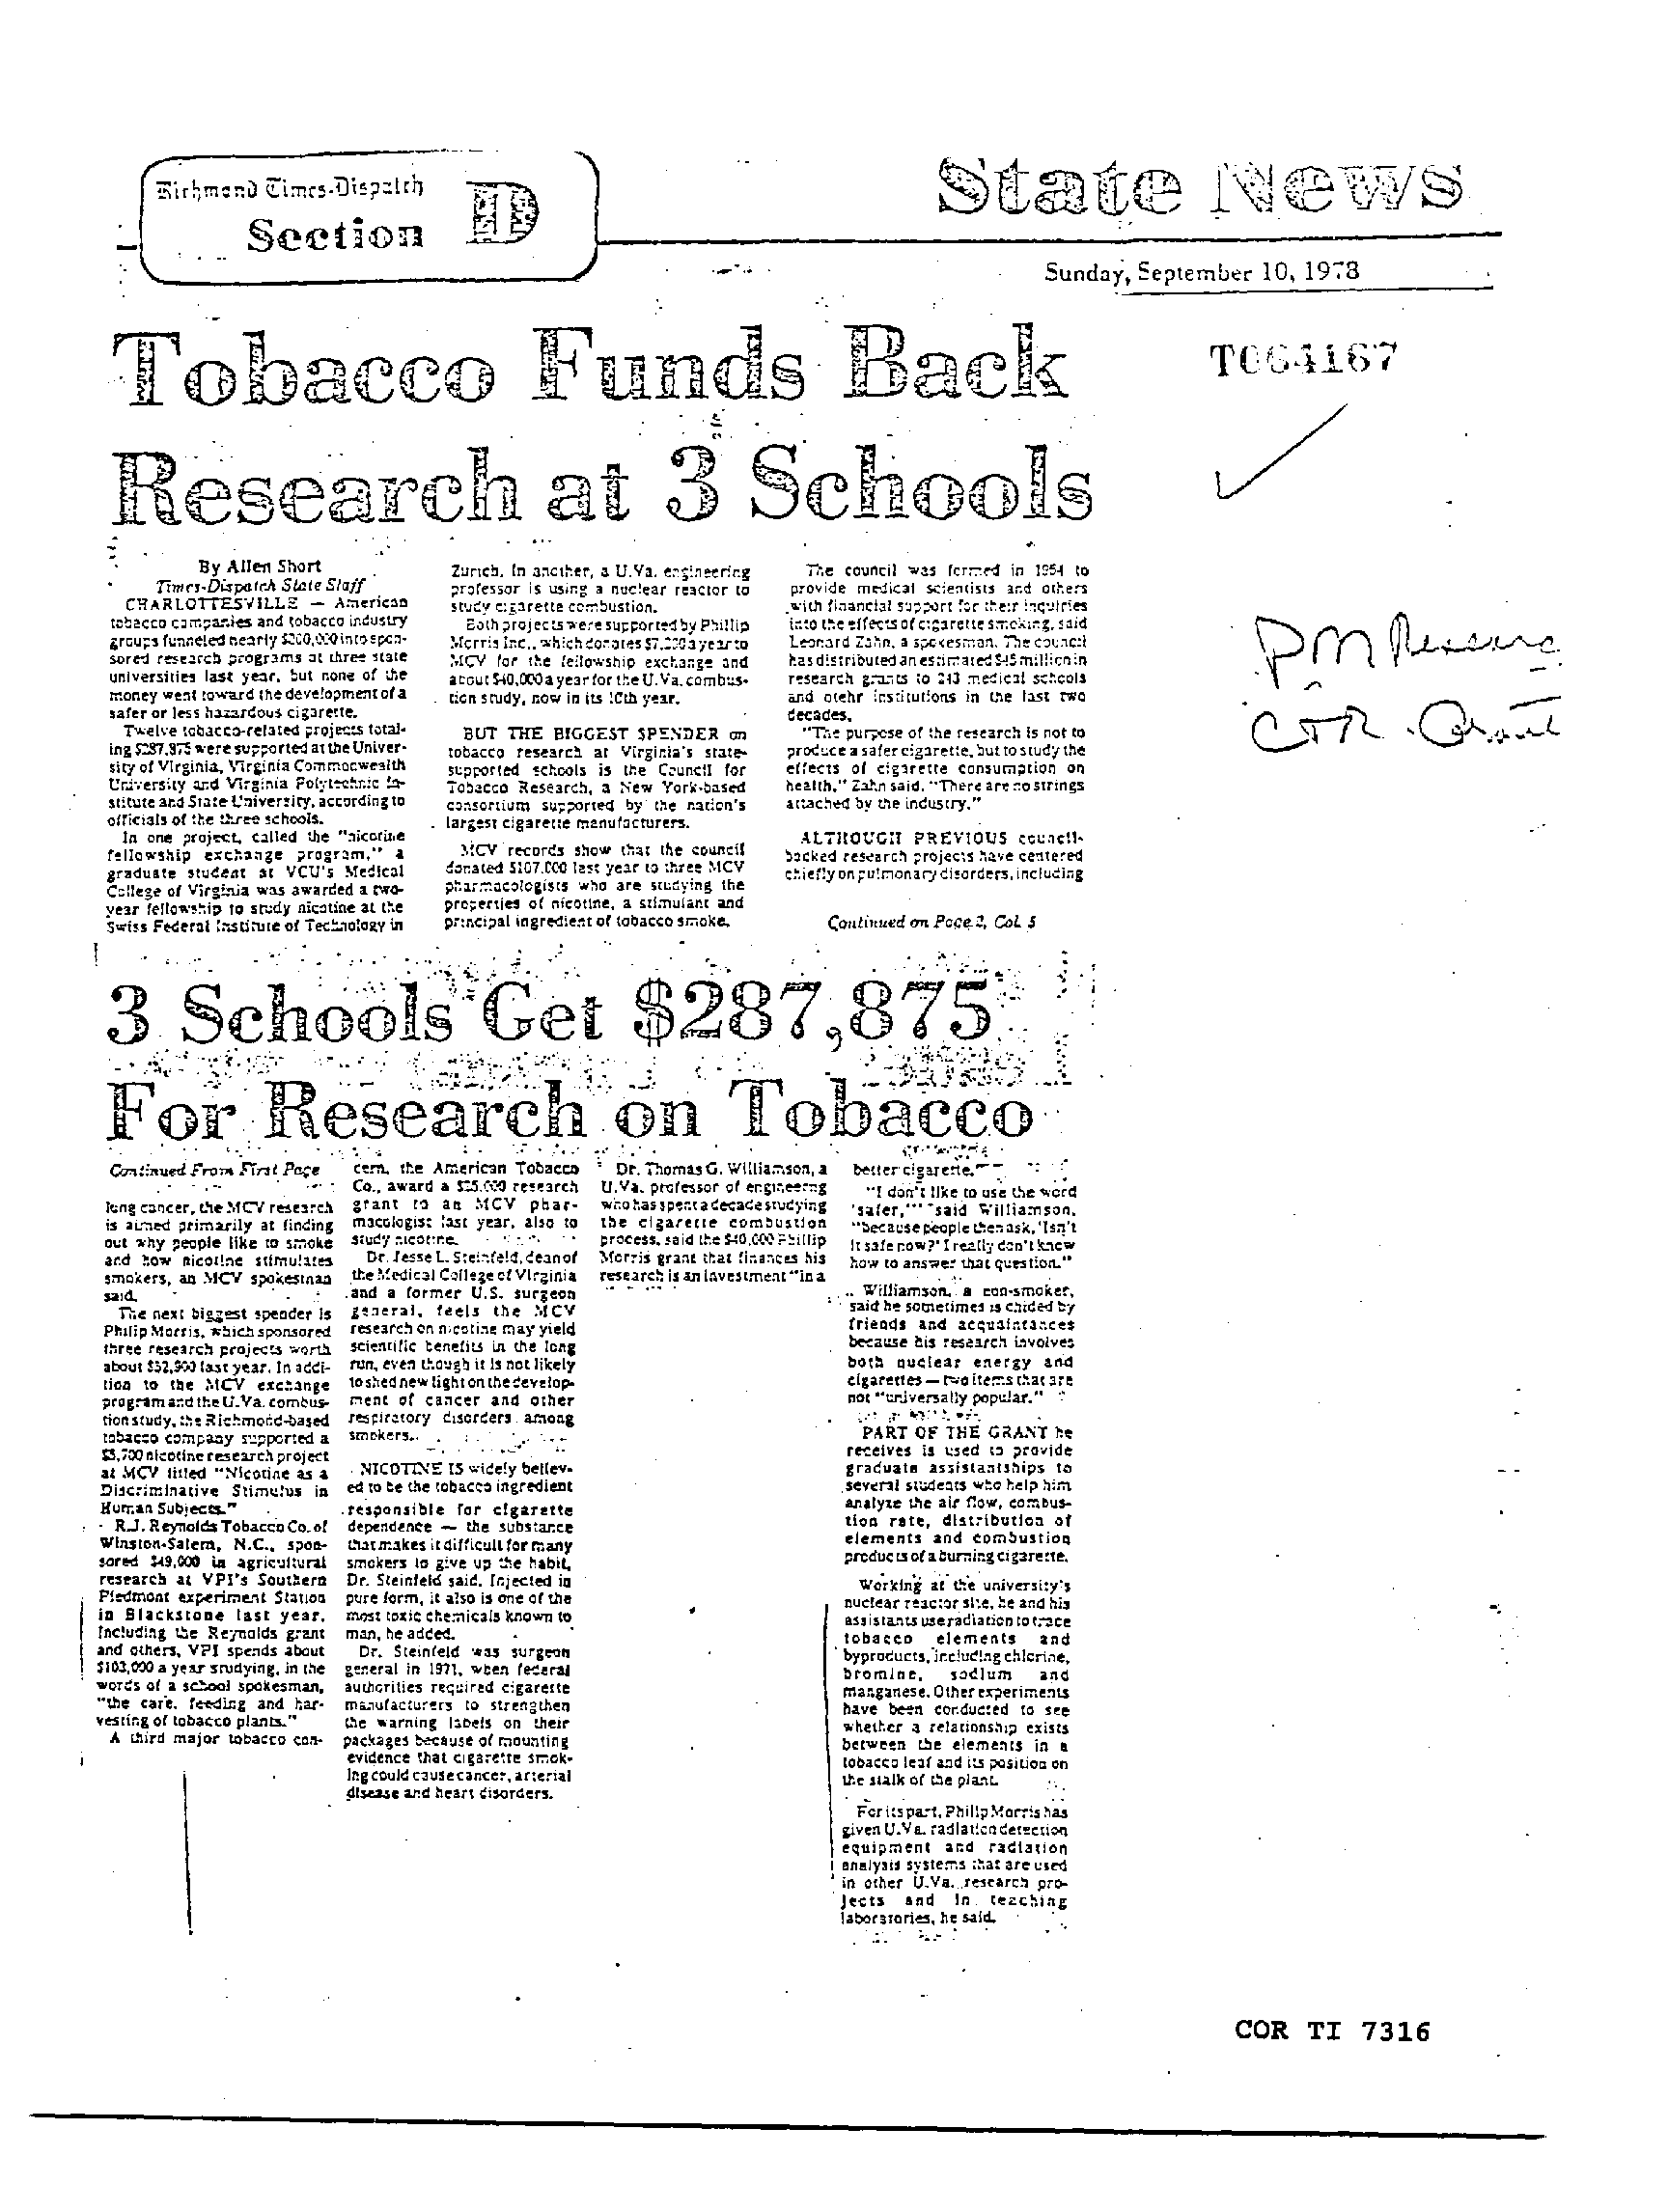 Richmond Times-Dispatch
Section D
State News
Sunday, September 10, 1978
Tobacco Funds Back
Research at 3 Schools
T064167
PM
CTR
By Allen Short
Times-Dispatch State Staff
CHARLOTTESVILLE — American
tobacco companies and tobacco industry
groups funneled nearly $200,000 into spon-
sored research programs at three state
universities last year, but none of the
money went toward the development of a
safer or less hazardous cigarette.
Twelve tobacco-related projects total-
ing $287,875 were supported at the Univer-
sity of Virginia, Virginia Commonwealth
University and Virginia Polytechnic In-
stitute and State University, according to
officials of the three schools.
In one project, called the "nicotine
fellowship exchange program," a
graduate student at VCU's Medical
College of Virginia was awarded a two-
year fellowship to study nicotine at the
Swiss Federal Institute of Technology in
Zurich. In another, a U.Va. engineering
professor is using a nuclear reactor to
study cigarette combustion.
Both projects were supported by Phillip
Morris Inc., which donates a year to
MCV for the fellowship exchange and
about $40,000 a year for the U.Va. combus-
tion study, now in its 10th year.
BUT THE BIGGEST SPENDER on
tobacco research at Virginia's state-
supported schools is the Council for
Tobacco Research, a New York-based
consortium supported by the nation's
largest cigarette manufacturers.
MCV records show that the council
donated $107,000 last year to three MCV
pharmacologists who are studying the
properties of nicotine, a stimulant and
principal ingredient of tobacco smoke.
The council was formed in 1954 to
provide medical scientists and others
with financial support for their inquiries
into the effects of cigarette smoking, said
Leonard Zahn, a spokesman. The council
has distributed an estimated $45 million in
research grants to 243 medical schools
and otehr institutions in the last two
decades.
"The purpose of the research is not to
produce a safer cigarette, but to study the
effects of cigarette consumption on
health," Zahn said. "There are no strings
attached by the industry."
ALTHOUGH PREVIOUS council-
backed research projects have centered
chiefly on pulmonary disorders, including
Continued on Page 2, Col. 5
3 Schools Get $287,875
For Research on Tobacco
Continued From First Page
lung cancer, the MCV research
is aimed primarily at finding
out why people like to smoke
and how nicotine stimulates
smokers, an MCV spokesman
said.
The next biggest spender is
Philip Morris, which sponsored
three research projects worth
about $52,900 last year. In addi-
tion to the MCV exchange
program and the U.Va. combus-
tion study, the Richmond-based
tobacco company supported a
$5,700 nicotine research project
at MCV titled "Nicotine as a
Discriminative Stimulus in
Human Subjects."
R.J. Reynolds Tobacco Co. of
Winston-Salem, N.C., spon-
sored $49,000 in agricultural
research at VPI's Southern
Piedmont experiment Station
in Blackstone last year.
Including the Reynolds grant
and others, VPI spends about
$103,000 a year studying, in the
words of a school spokesman,
"the care, feeding and har-
vesting of tobacco plants."
A third major tobacco con-
cern, the American Tobacco
Co., award a $25,000 research
grant to an MCV phar-
macologist last year, also to
study nicotine.
Dr. Jesse L. Steinfeld, dean of
the Medical College of Virginia
and a former U.S. surgeon
general, feels the MCV
research on nicotine may yield
scientific benefits in the long
run, even though it is not likely
to shed new light on the develop-
ment of cancer and other
respiratory disorders among
smokers.
NICOTINE IS widely believ-
ed to be the tobacco ingredient
responsible for cigarette
dependence — the substance
that makes it difficult for many
smokers to give up the habit,
Dr. Steinfeld said. Injected in
pure form, it also is one of the
most toxic chemicals known to
man, he added.
Dr. Steinfeld was surgeon
general in 1971, when federal
authorities required cigarette
manufacturers to strengthen
the warning labels on their
packages because of mounting
evidence that cigarette smok-
ing could cause cancer, arterial
disease and heart disorders.
Dr. Thomas G. Williamson, a
U.Va. professor of engineerng
who has spent a decade studying
the cigarette combustion
process, said the $40,000 Phillip
Morris grant that finances his
research is an investment "in a
better cigarette."
"I don't like to use the word
'safer,'" said Williamson,
"because people then ask, 'Isn't
it safe now?' I really don't know
how to answer that question."
Williamson, a non-smoker,
said he sometimes is chided by
friends and acquaintances
because his research involves
both nuclear energy and
cigarettes — two items that are
not "universally popular."
PART OF THE GRANT he
receives is used to provide
graduate assistantships to
several students who help him
analyze the air flow, combus-
tion rate, distribution of
elements and combustion
products of a burning cigarette.
Working at the university's
nuclear reactor site, he and his
assistants use radiation to trace
tobacco elements and
byproducts, including chlorine,
bromine, sodium and
manganese. Other experiments
have been conducted to see
whether a relationship exists
between the elements in a
tobacco leaf and its position on
the stalk of the plant.
For its part, Philip Morris has
given U.Va. radiation detection
equipment and radiation
analysis systems that are used
in other U.Va. research pro-
jects and in teaching
laboratories, he said.
COR TI 7316